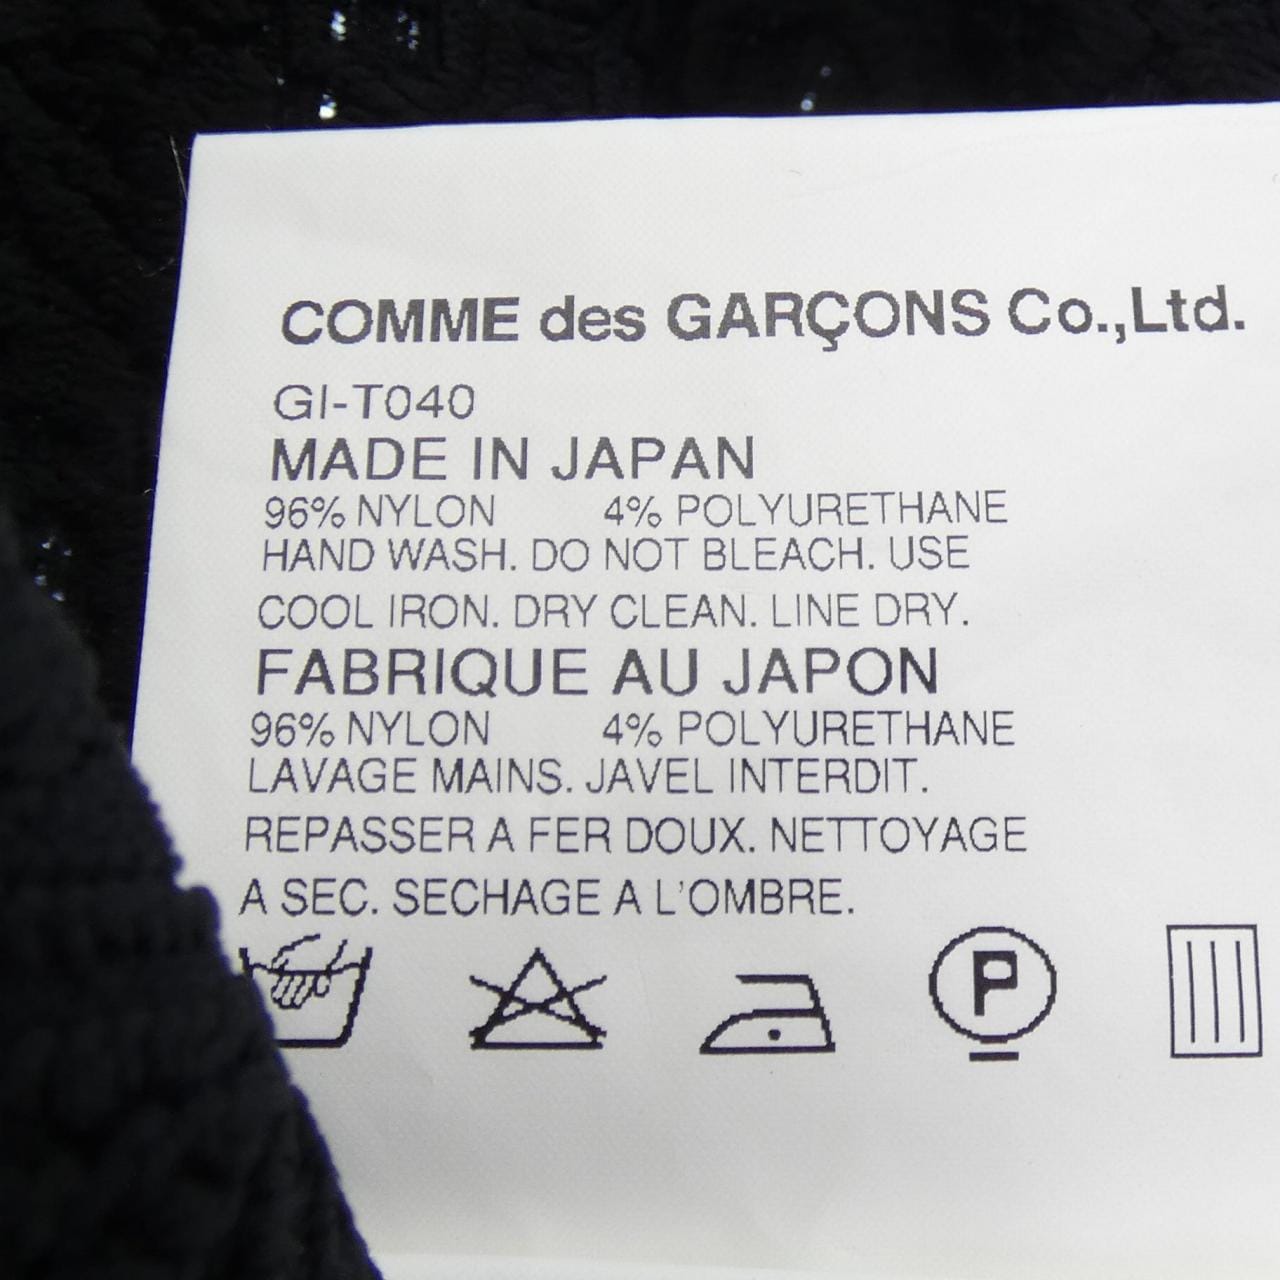 COMME des GARÇONS Co.,Ltd.
GI-T040
MADE IN JAPAN
96% NYLON 4% POLYURETHANE
HAND WASH. DO NOT BLEACH. USE
COOL IRON. DRY CLEAN. LINE DRY.
FABRIQUE AU JAPON
96% NYLON 4% POLYURETHANE
LAVAGE MAINS. JAVEL INTERDIT.
REPASSER A FER DOUX. NETTOYAGE
A SEC. SECHAGE A L'OMBRE.
P